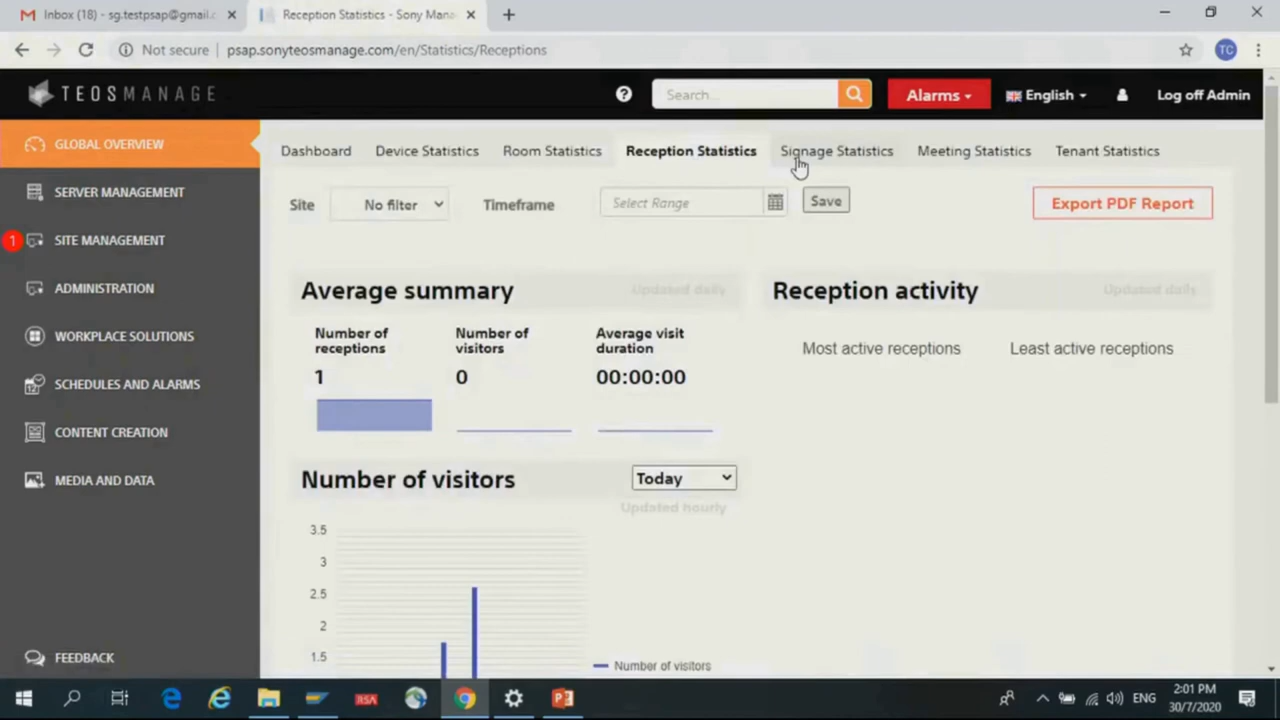 Inbox (18) - sg.testpsap@gmail.c
Reception Statistics - Sony Mana
Not secure
psap.sonyteosmanage.com/en/Statistics/Receptions
TC
TEOSMANAGE
Search...
Alarms
English
Log off Admin
GLOBAL OVERVIEW
SERVER MANAGEMENT
1
SITE MANAGEMENT
ADMINISTRATION
WORKPLACE SOLUTIONS
SCHEDULES AND ALARMS
CONTENT CREATION
MEDIA AND DATA
FEEDBACK
Dashboard
Device Statistics
Room Statistics
Reception Statistics
Signage Statistics
Meeting Statistics
Tenant Statistics
Site
No filter
Timeframe
Select Range
Save
Export PDF Report
Average summary
Updated daily
Number of
receptions
1
Number of
visitors
0
Average visit
duration
00:00:00
Reception activity
Updated daily
Most active receptions
Least active receptions
Number of visitors
Today
Updated hourly
3.5
3
2.5
2
1.5
Number of visitors
RSA
ENG
2:01 PM
30/7/2020